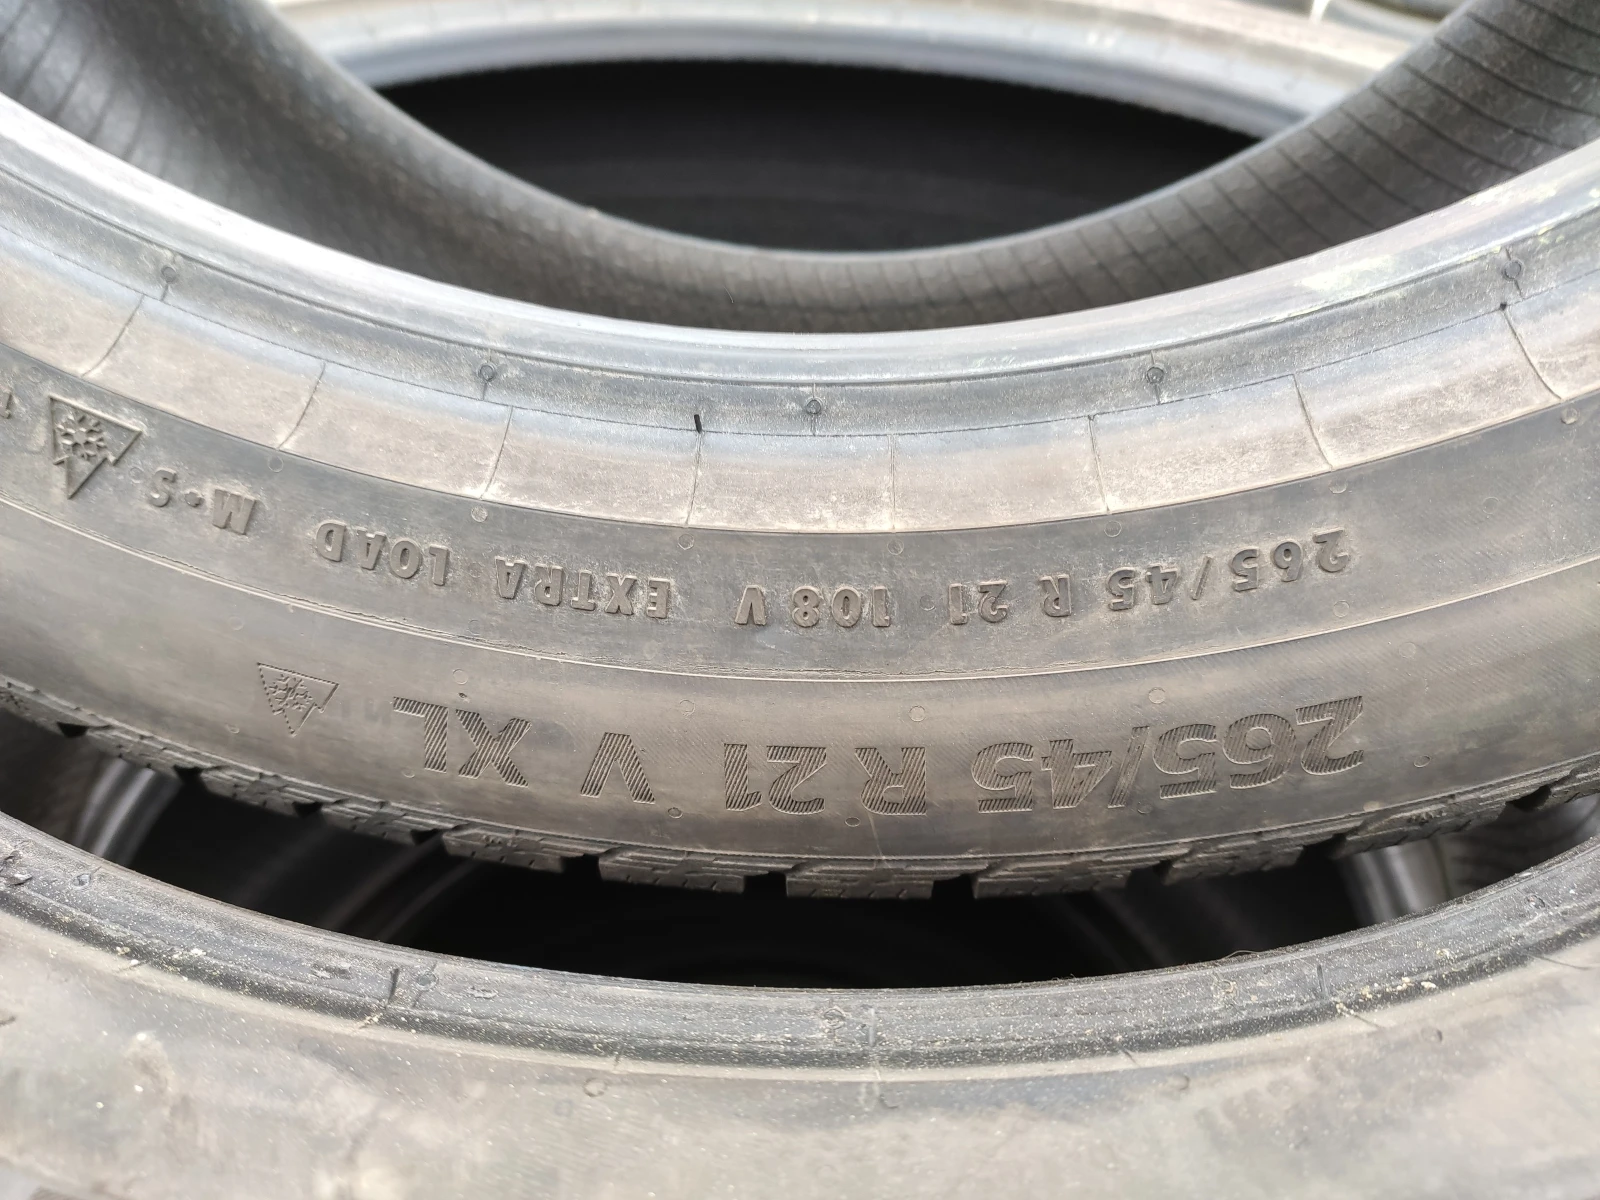 265/45 R 21 V XL
265/45 R 21 108 V EXTRA LOAD M+S